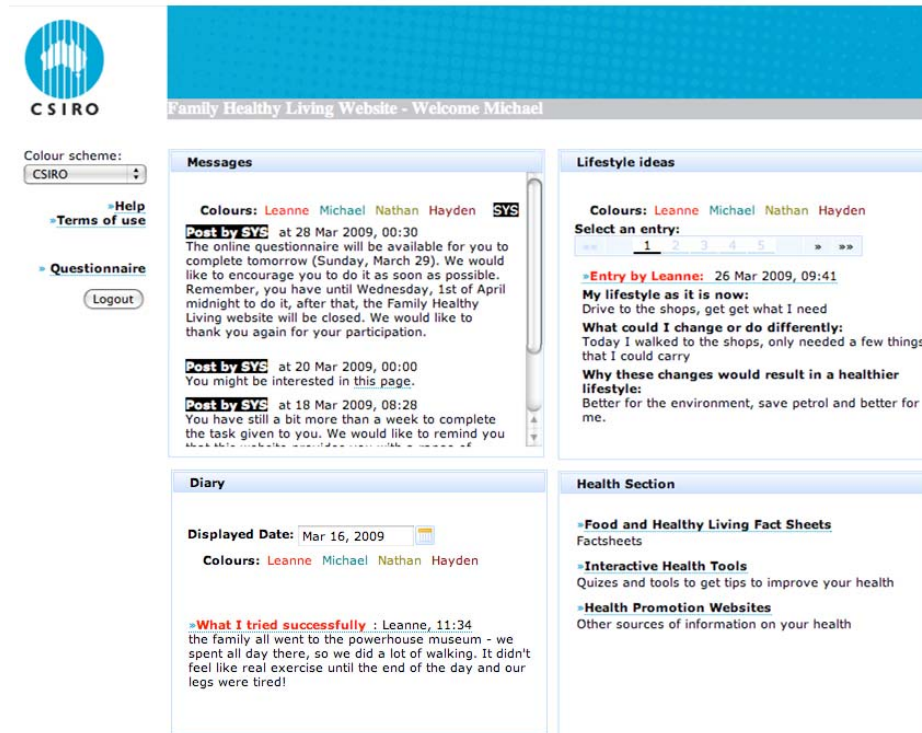 CSIRO
Family Healthy Living Website - Welcome Michael
Colour scheme:
CSIRO
»Help
»Terms of use
» Questionnaire
Logout
Messages
Colours: Leanne Michael Nathan Hayden SYS
Post by SYS at 28 Mar 2009, 00:30
The online questionnaire will be available for you to
complete tomorrow (Sunday, March 29). We would
like to encourage you to do it as soon as possible.
Remember, you have until Wednesday, 1st of April
midnight to do it, after that, the Family Healthy
Living website will be closed. We would like to
thank you again for your participation.
Post by SYS at 20 Mar 2009, 00:00
You might be interested in this page.
Post by SYS at 18 Mar 2009, 08:28
You have still a bit more than a week to complete
the task given to you. We would like to remind you
that this website provides you with a range of
Lifestyle ideas
Colours: Leanne Michael Nathan Hayden
Select an entry:
«« 1 2 3 4 5 » »»
»Entry by Leanne: 26 Mar 2009, 09:41
My lifestyle as it is now:
Drive to the shops, get get what I need
What could I change or do differently:
Today I walked to the shops, only needed a few things
that I could carry
Why these changes would result in a healthier
lifestyle:
Better for the environment, save petrol and better for
me.
Diary
Displayed Date: Mar 16, 2009
Colours: Leanne Michael Nathan Hayden
»What I tried successfully : Leanne, 11:34
the family all went to the powerhouse museum - we
spent all day there, so we did a lot of walking. It didn't
feel like real exercise until the end of the day and our
legs were tired!
Health Section
»Food and Healthy Living Fact Sheets
Factsheets
»Interactive Health Tools
Quizes and tools to get tips to improve your health
»Health Promotion Websites
Other sources of information on your health